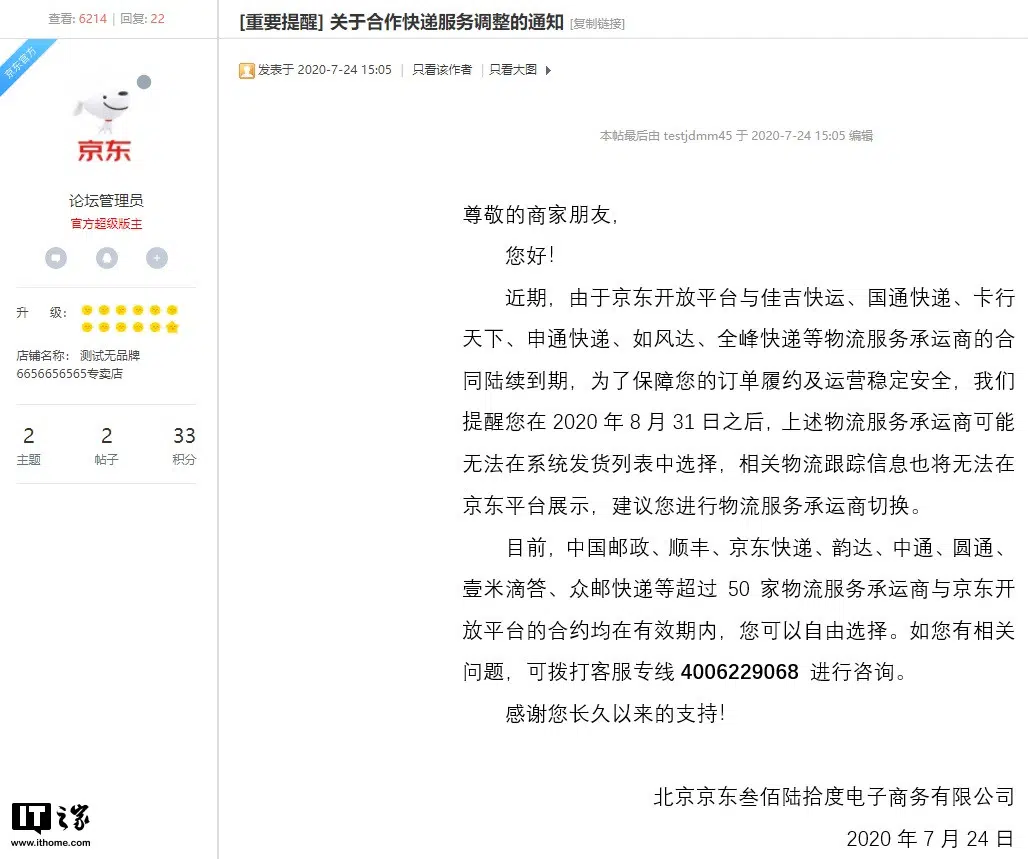 查看: 6214 | 回复: 22
[重要提醒] 关于合作快递服务调整的通知 [复制链接]
京东官方
京东
论坛管理员
官方超级版主
升 级:
店铺名称: 测试无品牌
6656656565专卖店
2 2 33
主题 帖子 积分
发表于 2020-7-24 15:05 | 只看该作者 | 只看大图
本帖最后由 testjdmm45 于 2020-7-24 15:05 编辑
尊敬的商家朋友,
您好!
近期,由于京东开放平台与佳吉快运、国通快递、卡行
天下、申通快递、如风达、全峰快递等物流服务承运商的合
同陆续到期,为了保障您的订单履约及运营稳定安全,我们
提醒您在 2020 年 8 月 31 日之后,上述物流服务承运商可能
无法在系统发货列表中选择,相关物流跟踪信息也将无法在
京东平台展示,建议您进行物流服务承运商切换。
目前,中国邮政、顺丰、京东快递、韵达、中通、圆通、
壹米滴答、众邮快递等超过 50 家物流服务承运商与京东开
放平台的合约均在有效期内,您可以自由选择。如您有相关
问题,可拨打客服专线 4006229068 进行咨询。
感谢您长久以来的支持!
北京京东叁佰陆拾度电子商务有限公司
2020 年 7 月 24 日
IT之家
www.ithome.com